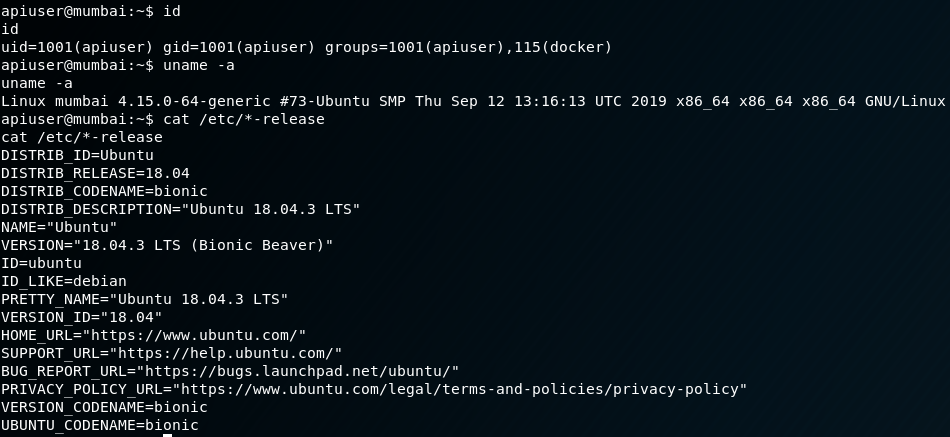 apiuser@mumbai:~$ id
id
uid=1001(apiuser) gid=1001(apiuser) groups=1001(apiuser),115(docker)
apiuser@mumbai:~$ uname -a
uname -a
Linux mumbai 4.15.0-64-generic #73-Ubuntu SMP Thu Sep 12 13:16:13 UTC 2019 x86_64 x86_64 x86_64 GNU/Linux
apiuser@mumbai:~$ cat /etc/*-release
cat /etc/*-release
DISTRIB_ID=Ubuntu
DISTRIB_RELEASE=18.04
DISTRIB_CODENAME=bionic
DISTRIB_DESCRIPTION="Ubuntu 18.04.3 LTS"
NAME="Ubuntu"
VERSION="18.04.3 LTS (Bionic Beaver)"
ID=ubuntu
ID_LIKE=debian
PRETTY_NAME="Ubuntu 18.04.3 LTS"
VERSION_ID="18.04"
HOME_URL="https://www.ubuntu.com/"
SUPPORT_URL="https://help.ubuntu.com/"
BUG_REPORT_URL="https://bugs.launchpad.net/ubuntu/"
PRIVACY_POLICY_URL="https://www.ubuntu.com/legal/terms-and-policies/privacy-policy"
VERSION_CODENAME=bionic
UBUNTU_CODENAME=bionic